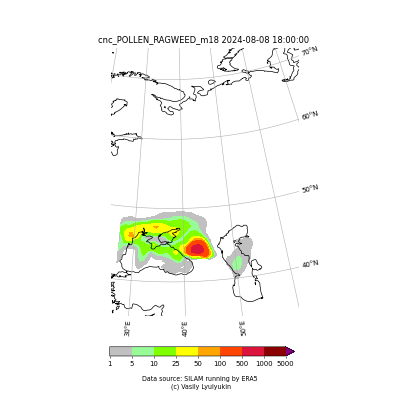 cnc_POLLEN_RAGWEED_m18 2024-08-08 18:00:00
70°N
60°N
50°N
40°N
30°E 40°E 50°E
1 5 10 25 50 100 500 1000 5000
Data source: SILAM running by ERA5
(c) Vasily Lyulyukin